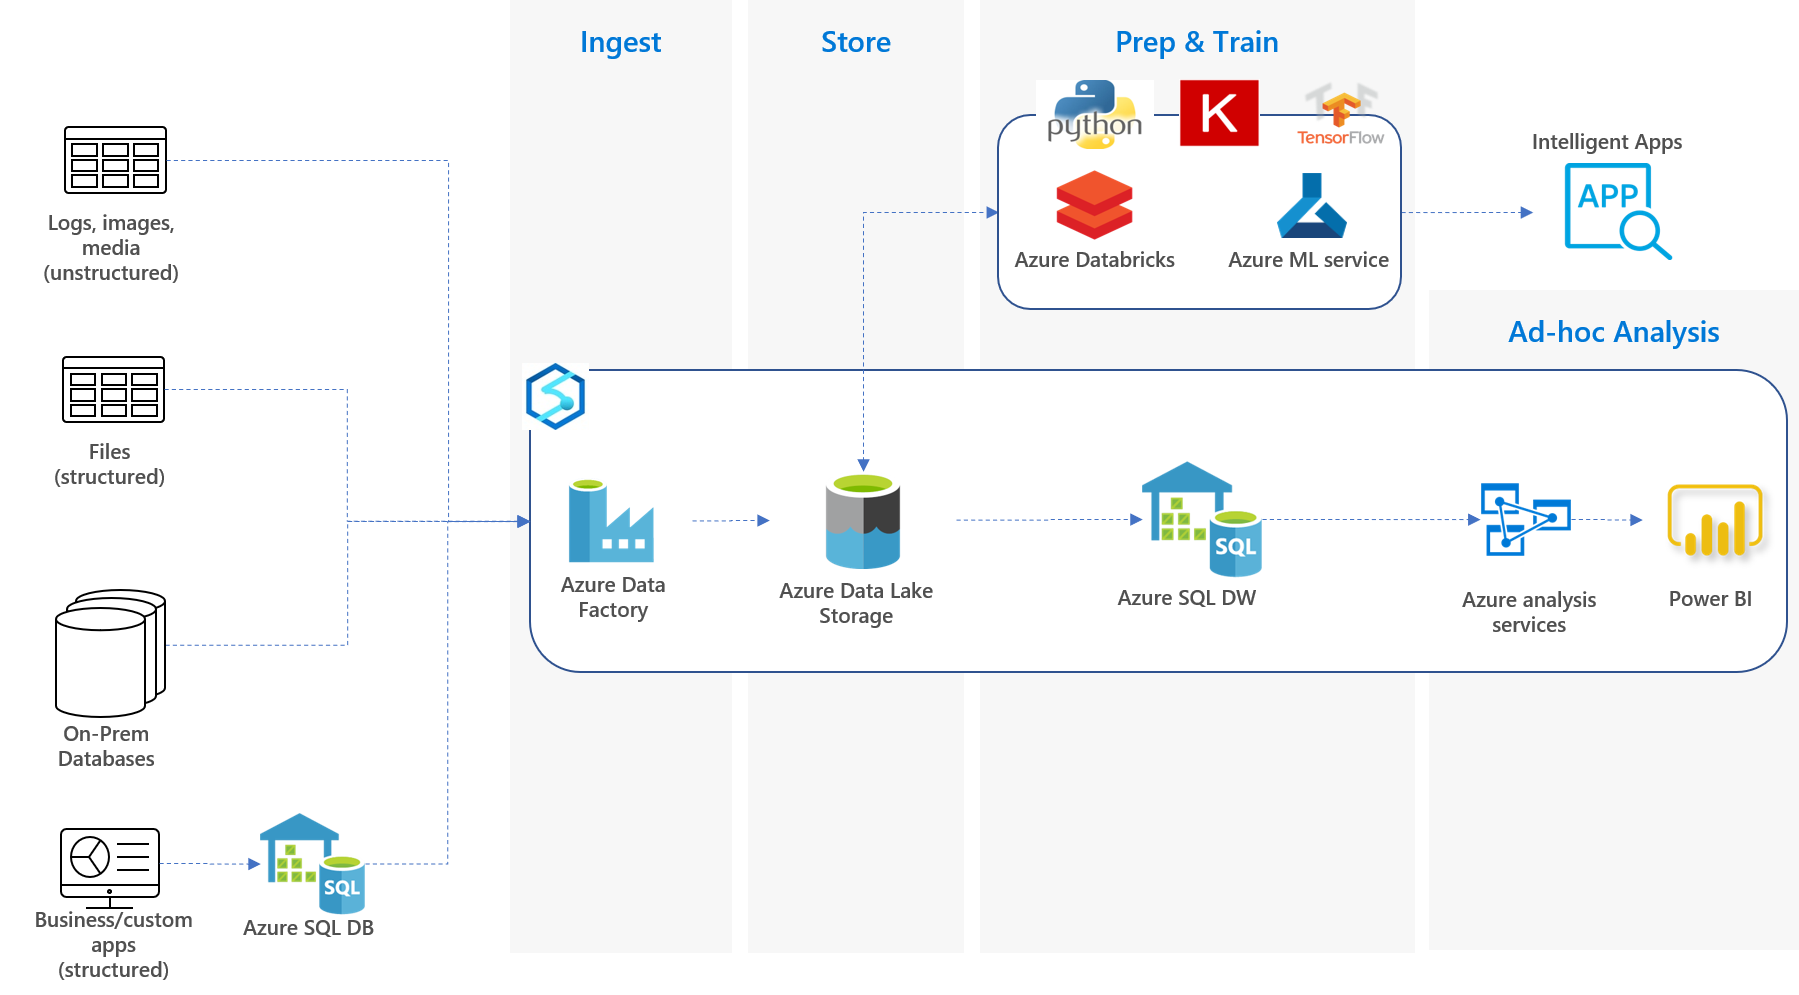 Ingest
Store
Prep & Train
python
K
TensorFlow
Azure Databricks
Azure ML service
Intelligent Apps
APP
Ad-hoc Analysis
Logs, images,
media
(unstructured)
Files
(structured)
On-Prem
Databases
Business/custom
apps
(structured)
SQL
Azure SQL DB
Azure Data
Factory
Azure Data Lake
Storage
SQL
Azure SQL DW
Azure analysis
services
Power BI